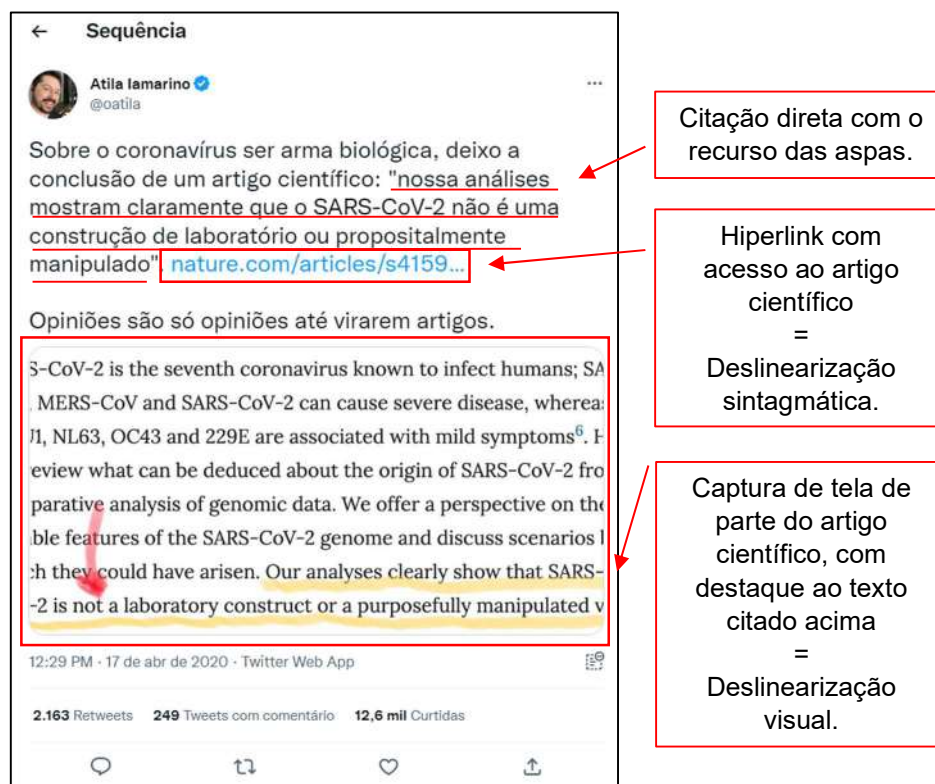 ← Sequência
Atila Iamarino
@oatila
...
Sobre o coronavírus ser arma biológica, deixo a
conclusão de um artigo científico: "nossa análises
mostram claramente que o SARS-CoV-2 não é uma
construção de laboratório ou propositalmente
manipulado". nature.com/articles/s4159...
Opiniões são só opiniões até virarem artigos.
S-CoV-2 is the seventh coronavirus known to infect humans; SA
MERS-CoV and SARS-CoV-2 can cause severe disease, wherea
U1, NL63, OC43 and 229E are associated with mild symptoms6. H
eview what can be deduced about the origin of SARS-CoV-2 fro
parative analysis of genomic data. We offer a perspective on the
ble features of the SARS-CoV-2 genome and discuss scenarios
ch they could have arisen. Our analyses clearly show that SARS-
-2 is not a laboratory construct or a purposefully manipulated v
12:29 PM · 17 de abr de 2020 · Twitter Web App
2.163 Retweets 249 Tweets com comentário 12,6 mil Curtidas
Citação direta com o
recurso das aspas.
Hiperlink com
acesso ao artigo
científico
=
Deslinearização
sintagmática.
Captura de tela de
parte do artigo
científico, com
destaque ao texto
citado acima
=
Deslinearização
visual.